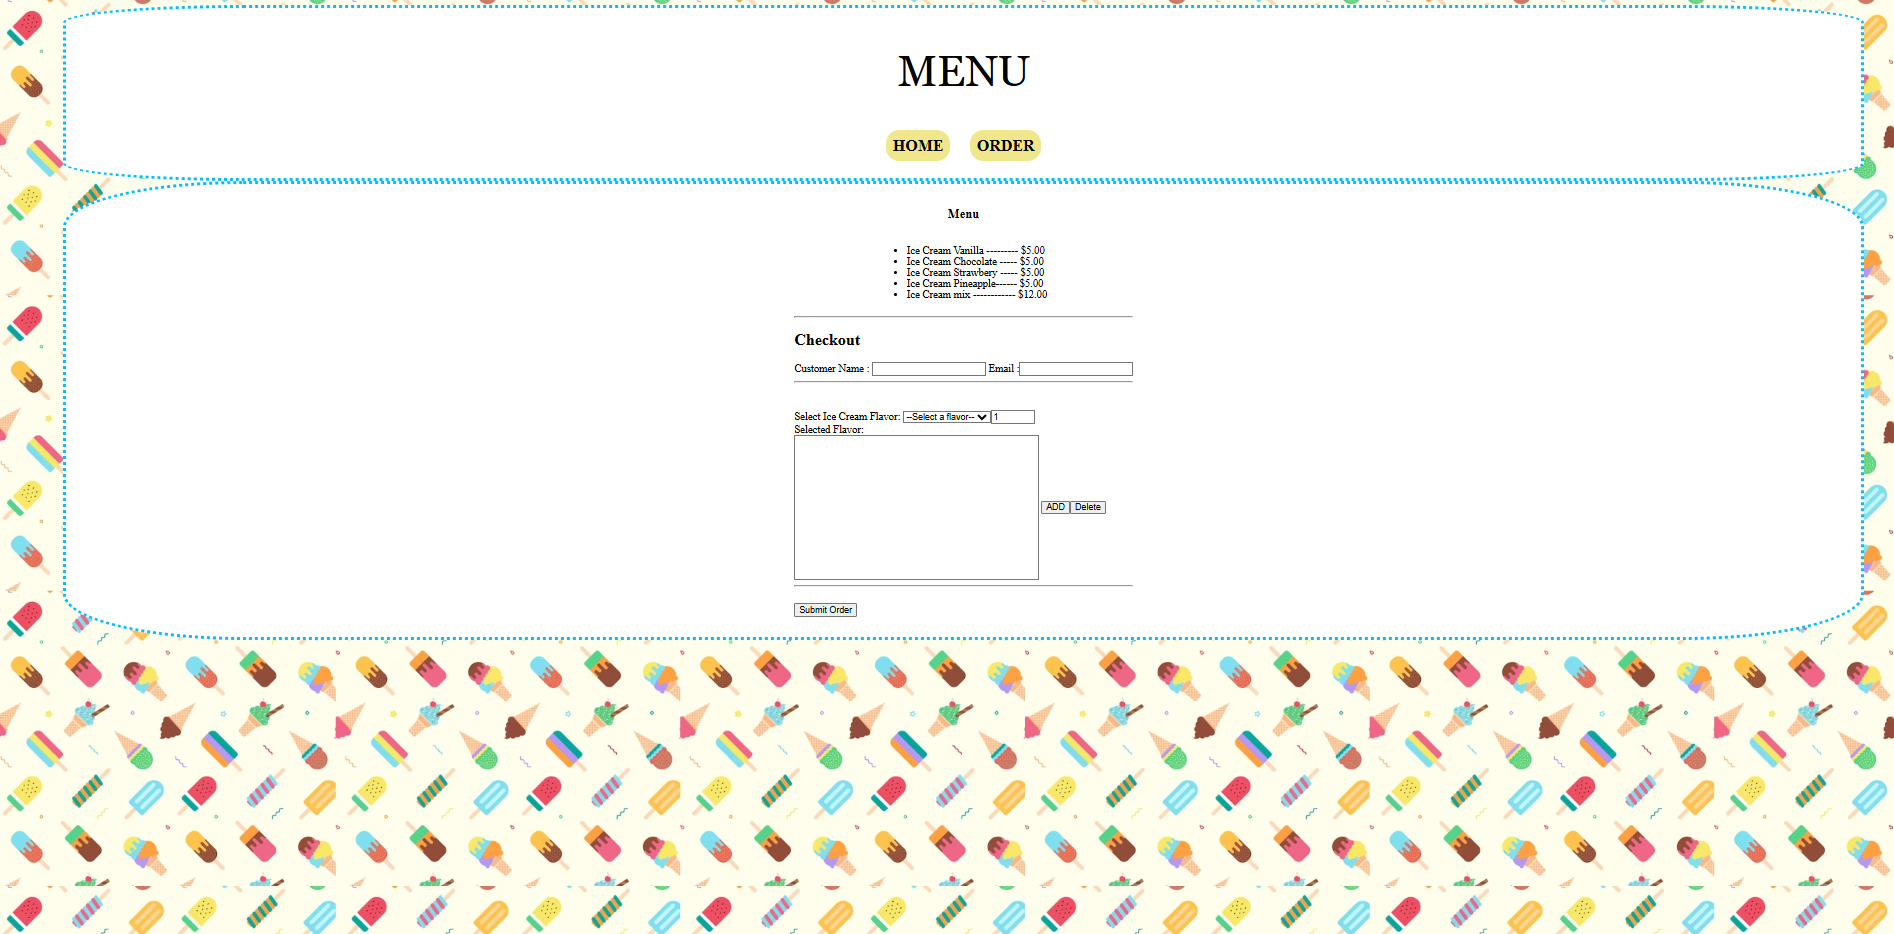 MENU
HOME ORDER
Menu
Ice Cream Vanilla --------- $5.00
Ice Cream Chocolate ----- $5.00
Ice Cream Strawbery ----- $5.00
Ice Cream Pineapple------ $5.00
Ice Cream mix ------------ $12.00
Checkout
Customer Name : Email :
Select Ice Cream Flavor: --Select a flavor-- 1
Selected Flavor:
ADD Delete
Submit Order